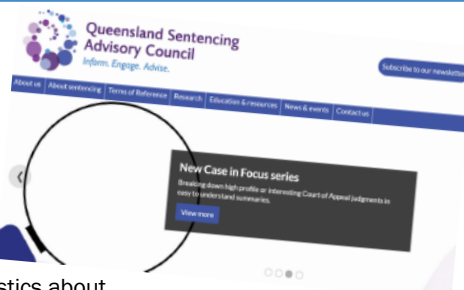 Queensland Sentencing
Advisory Council
Inform. Engage. Advise.
Subscribe to our newsletter
About us About sentencing Terms of Reference Research Education & resources News & events Contact us
New Case in Focus series
Breaking down high profile or interesting Court of Appeal judgments in
easy to understand summaries.
View more
stics about